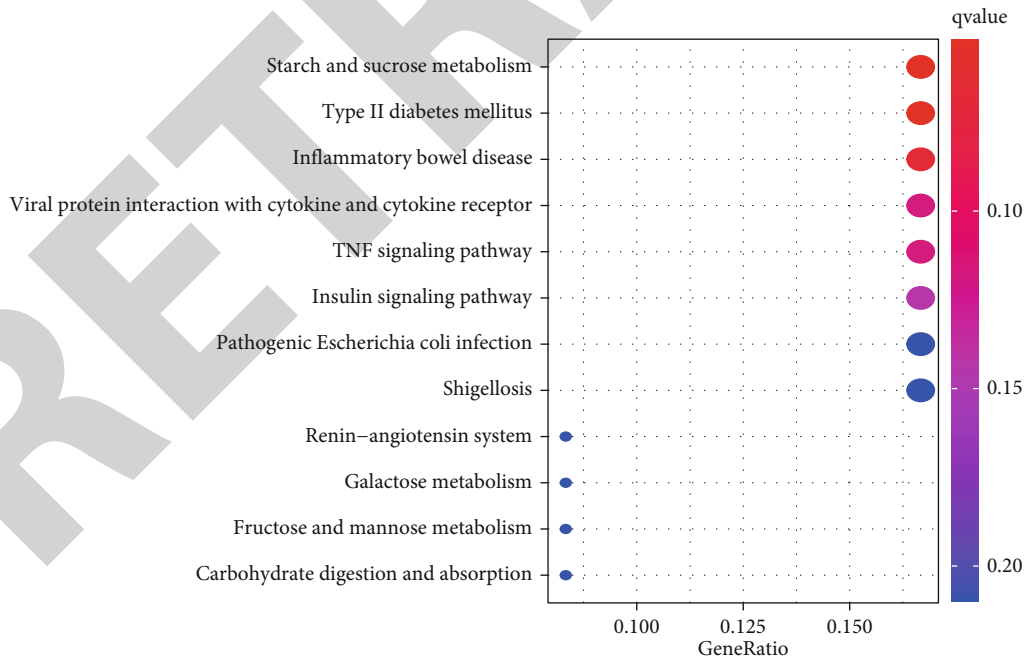 qvalue
Starch and sucrose metabolism
Type II diabetes mellitus
Inflammatory bowel disease
Viral protein interaction with cytokine and cytokine receptor
TNF signaling pathway
Insulin signaling pathway
Pathogenic Escherichia coli infection
Shigellosis
Renin−angiotensin system
Galactose metabolism
Fructose and mannose metabolism
Carbohydrate digestion and absorption
0.10
0.15
0.20
0.100 0.125 0.150
GeneRatio
RETRA